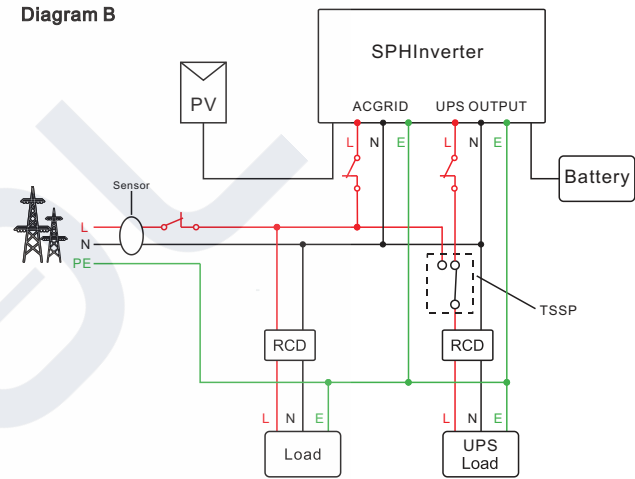 Diagram B
SPHInverter
PV
ACGRID UPS OUTPUT
L N E L N E
Battery
Sensor
L
N
PE
TSSP
RCD RCD
L N E L N E
Load
UPS
Load